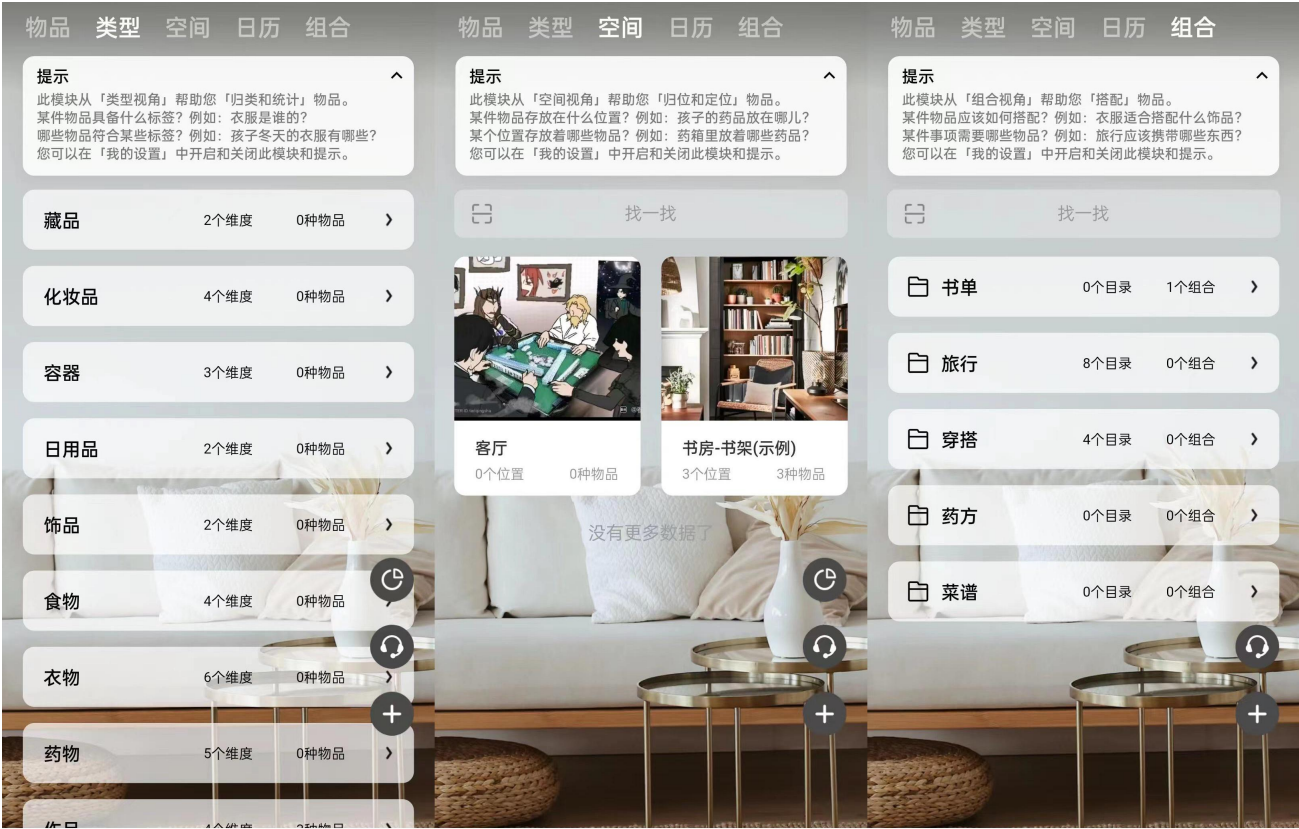 物品 类型 空间 日历 组合
提示
此模块从「类型视角」帮助您「归类和统计」物品。
某件物品具备什么标签？例如：衣服是谁的？
哪些物品符合某些标签？例如：孩子冬天的衣服有哪些？
您可以在「我的设置」中开启和关闭此模块和提示。
藏品 2个维度 0种物品
化妆品 4个维度 0种物品
容器 3个维度 0种物品
日用品 2个维度 0种物品
饰品 2个维度 0种物品
食物 4个维度 0种物品
衣物 6个维度 0种物品
药物 5个维度 0种物品
物品 类型 空间 日历 组合
提示
此模块从「空间视角」帮助您「归位和定位」物品。
某件物品存放在什么位置？例如：孩子的药品放在哪儿？
某个位置存放着哪些物品？例如：药箱里放着哪些药品？
您可以在「我的设置」中开启和关闭此模块和提示。
找一找
客厅
0个位置 0种物品
书房-书架(示例)
3个位置 3种物品
没有更多数据了
物品 类型 空间 日历 组合
提示
此模块从「组合视角」帮助您「搭配」物品。
某件物品应该如何搭配？例如：衣服适合搭配什么饰品？
某件事项需要哪些物品？例如：旅行应该携带哪些东西？
您可以在「我的设置」中开启和关闭此模块和提示。
找一找
书单 0个目录 1个组合
旅行 8个目录 0个组合
穿搭 4个目录 0个组合
药方 0个目录 0个组合
菜谱 0个目录 0个组合